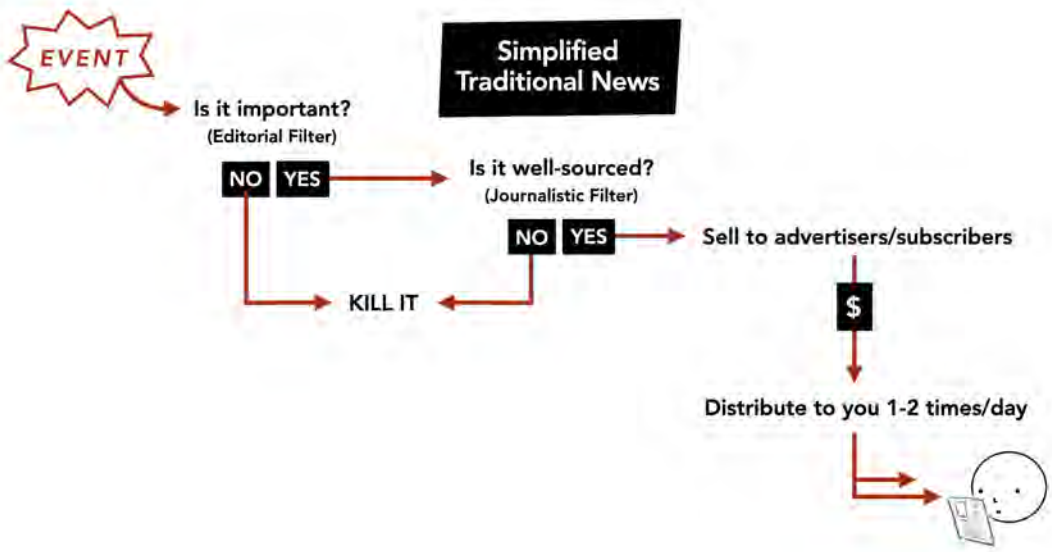 EVENT
Simplified
Traditional News
Is it important?
(Editorial Filter)
NO YES
Is it well-sourced?
(Journalistic Filter)
NO YES
Sell to advertisers/subscribers
KILL IT
$
Distribute to you 1-2 times/day